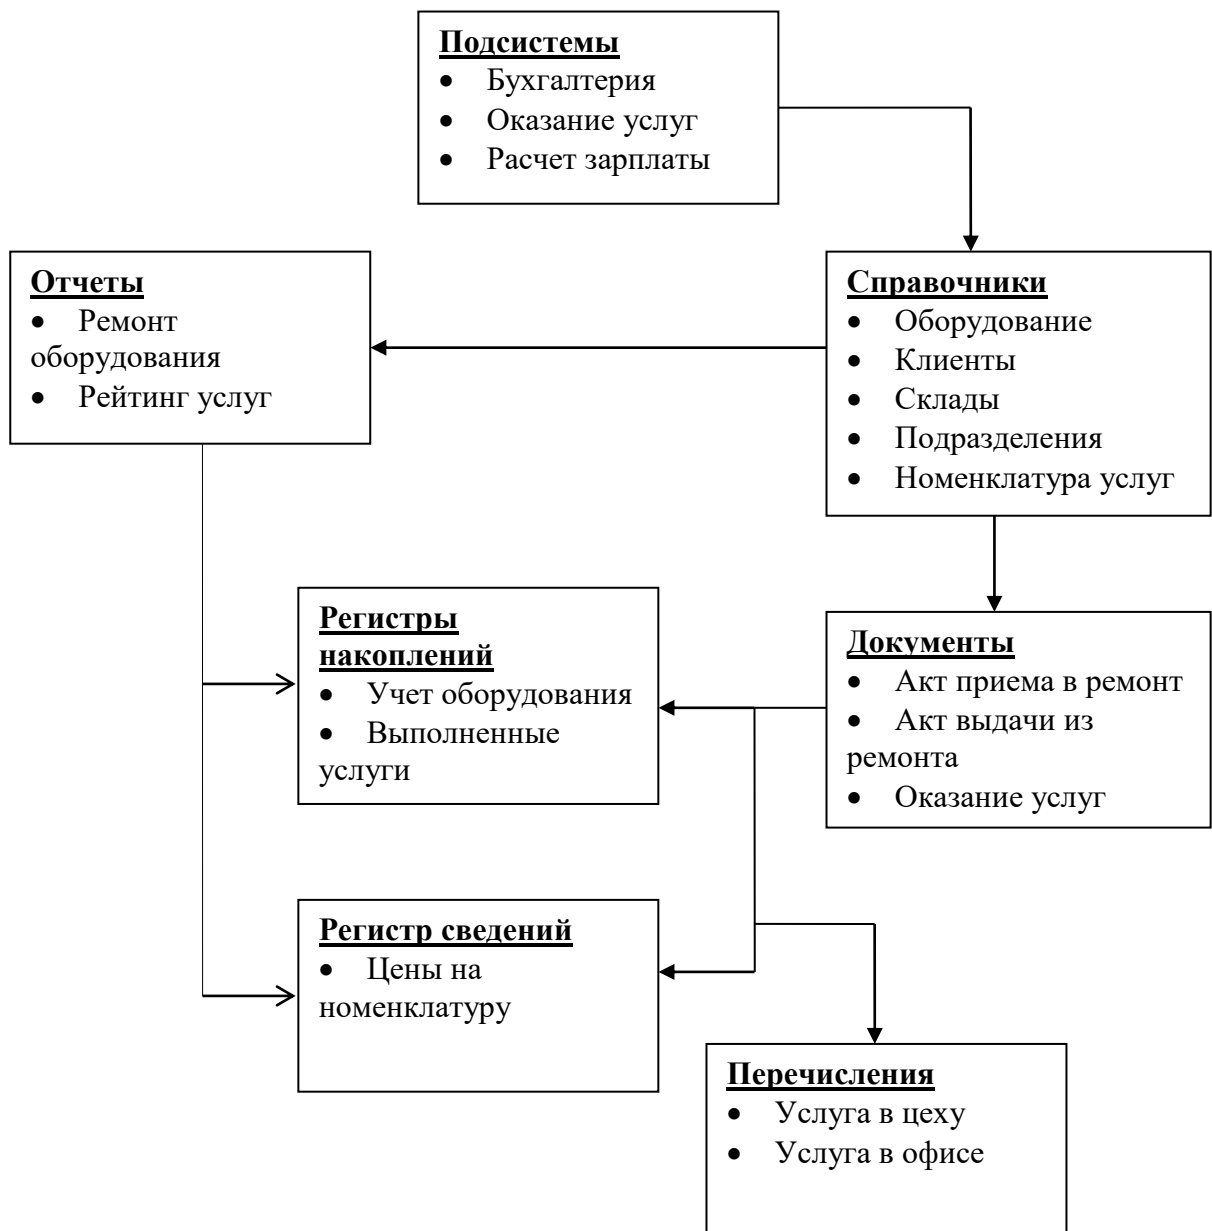 Подсистемы
• Бухгалтерия
• Оказание услуг
• Расчет зарплаты
Отчеты
• Ремонт
оборудования
• Рейтинг услуг
Справочники
• Оборудование
• Клиенты
• Склады
• Подразделения
• Номенклатура услуг
Регистры
накоплений
• Учет оборудования
• Выполненные
услуги
Документы
• Акт приема в ремонт
• Акт выдачи из
ремонта
• Оказание услуг
Регистр сведений
• Цены на
номенклатуру
Перечисления
• Услуга в цеху
• Услуга в офисе